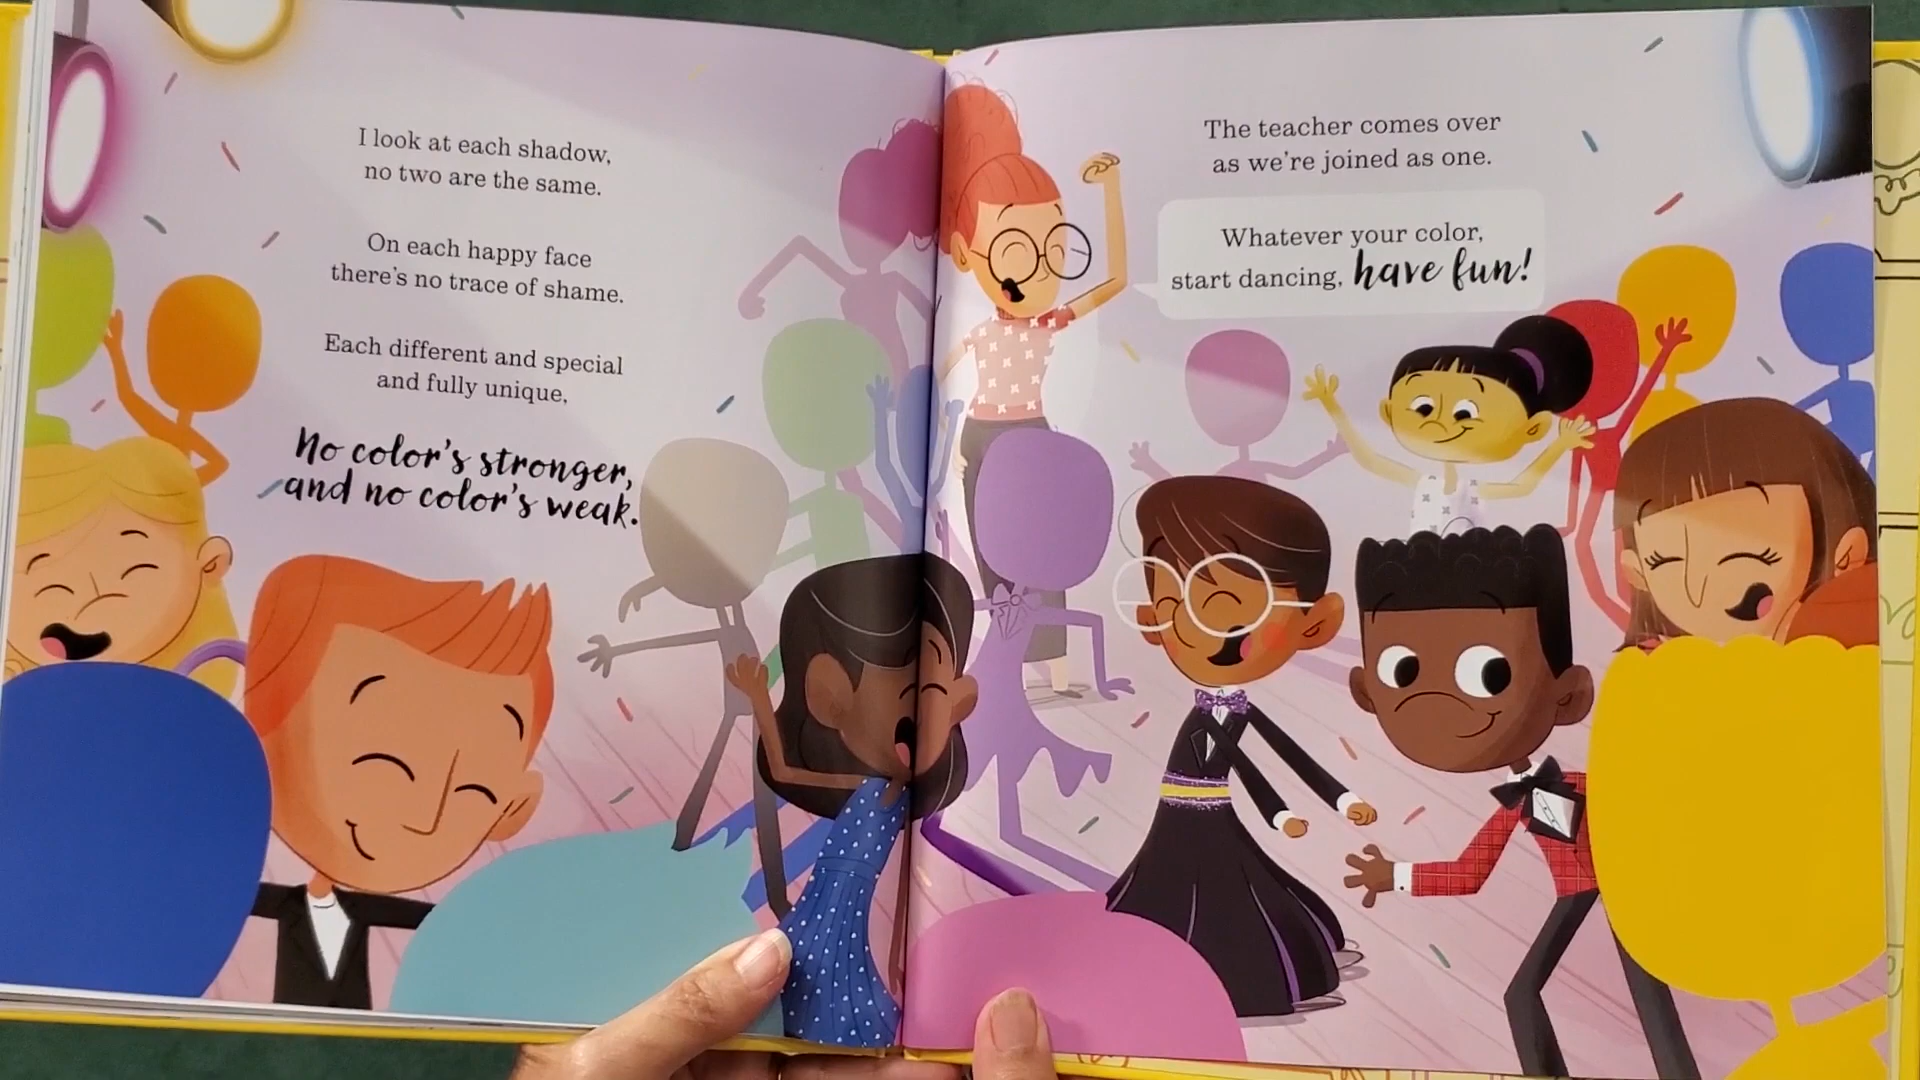 I look at each shadow,
no two are the same.
On each happy face
there's no trace of shame.
Each different and special
and fully unique,
No color's stronger,
and no color's weak.
The teacher comes over
as we're joined as one.
Whatever your color,
start dancing, have fun!